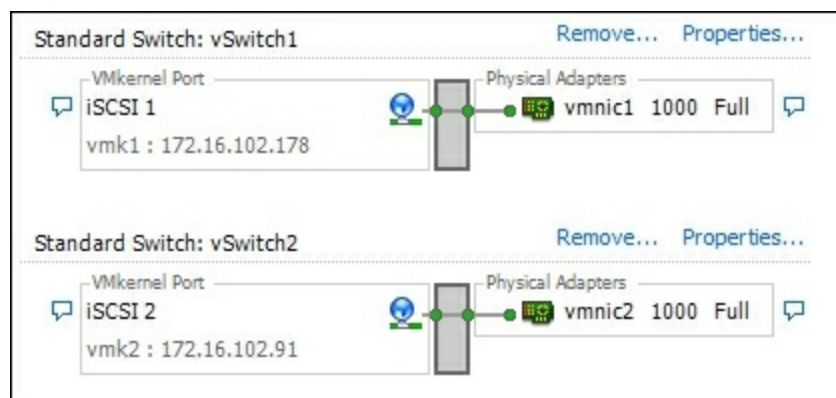 Standard Switch: vSwitch1 Remove... Properties...
VMkernel Port Physical Adapters
iSCSI 1 vmnic1 1000 Full
vmk1 : 172.16.102.178
Standard Switch: vSwitch2 Remove... Properties...
VMkernel Port Physical Adapters
iSCSI 2 vmnic2 1000 Full
vmk2 : 172.16.102.91